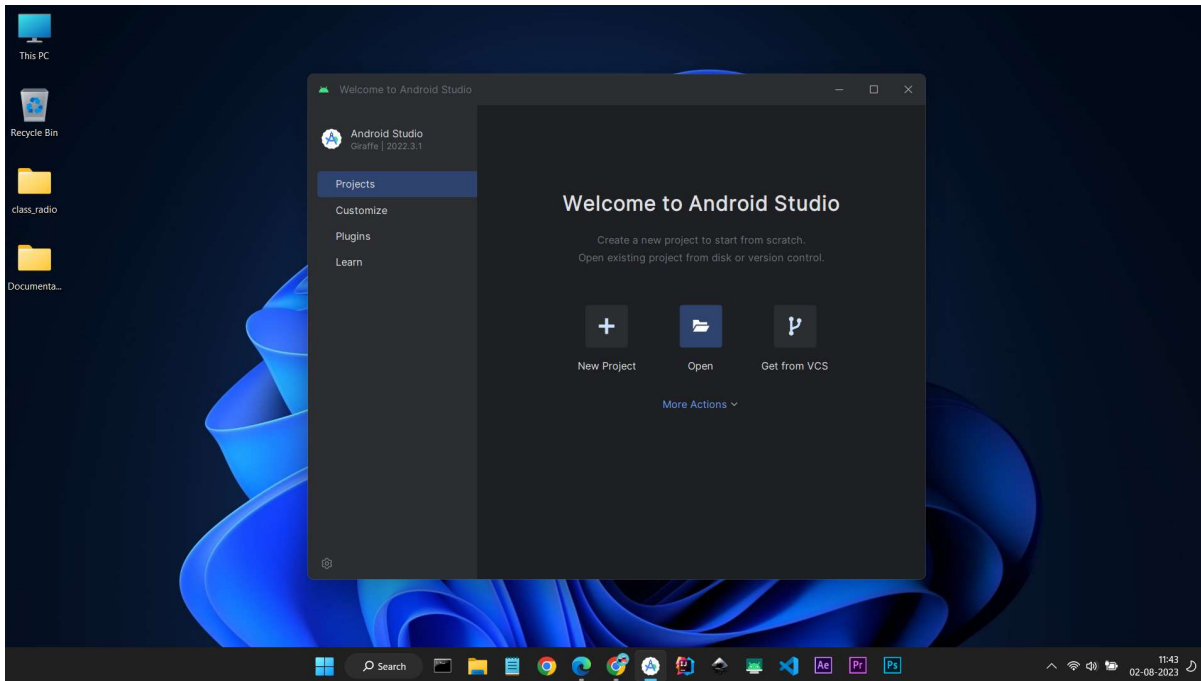 This PC
Recycle Bin
class_radio
Documenta...
Welcome to Android Studio
Android Studio
Giraffe | 2022.3.1
Projects
Customize
Plugins
Learn
Welcome to Android Studio
Create a new project to start from scratch.
Open existing project from disk or version control.
New Project
Open
Get from VCS
More Actions
Search
Ae
Pr
Ps
11:43
02-08-2023